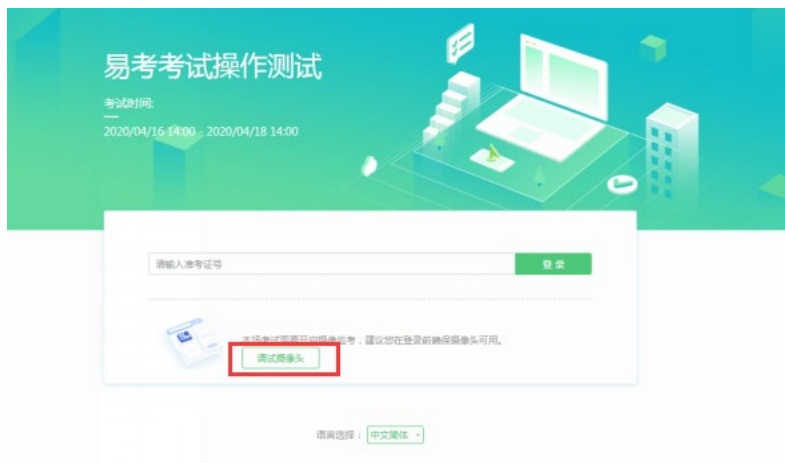 易考考试操作测试
考试时间:
2020/04/16 14:00 - 2020/04/18 14:00
请输入准考证号
登录
本场考试需要开启摄像监考，建议您在登录前确保摄像头可用。
调试摄像头
语言选择： 中文简体